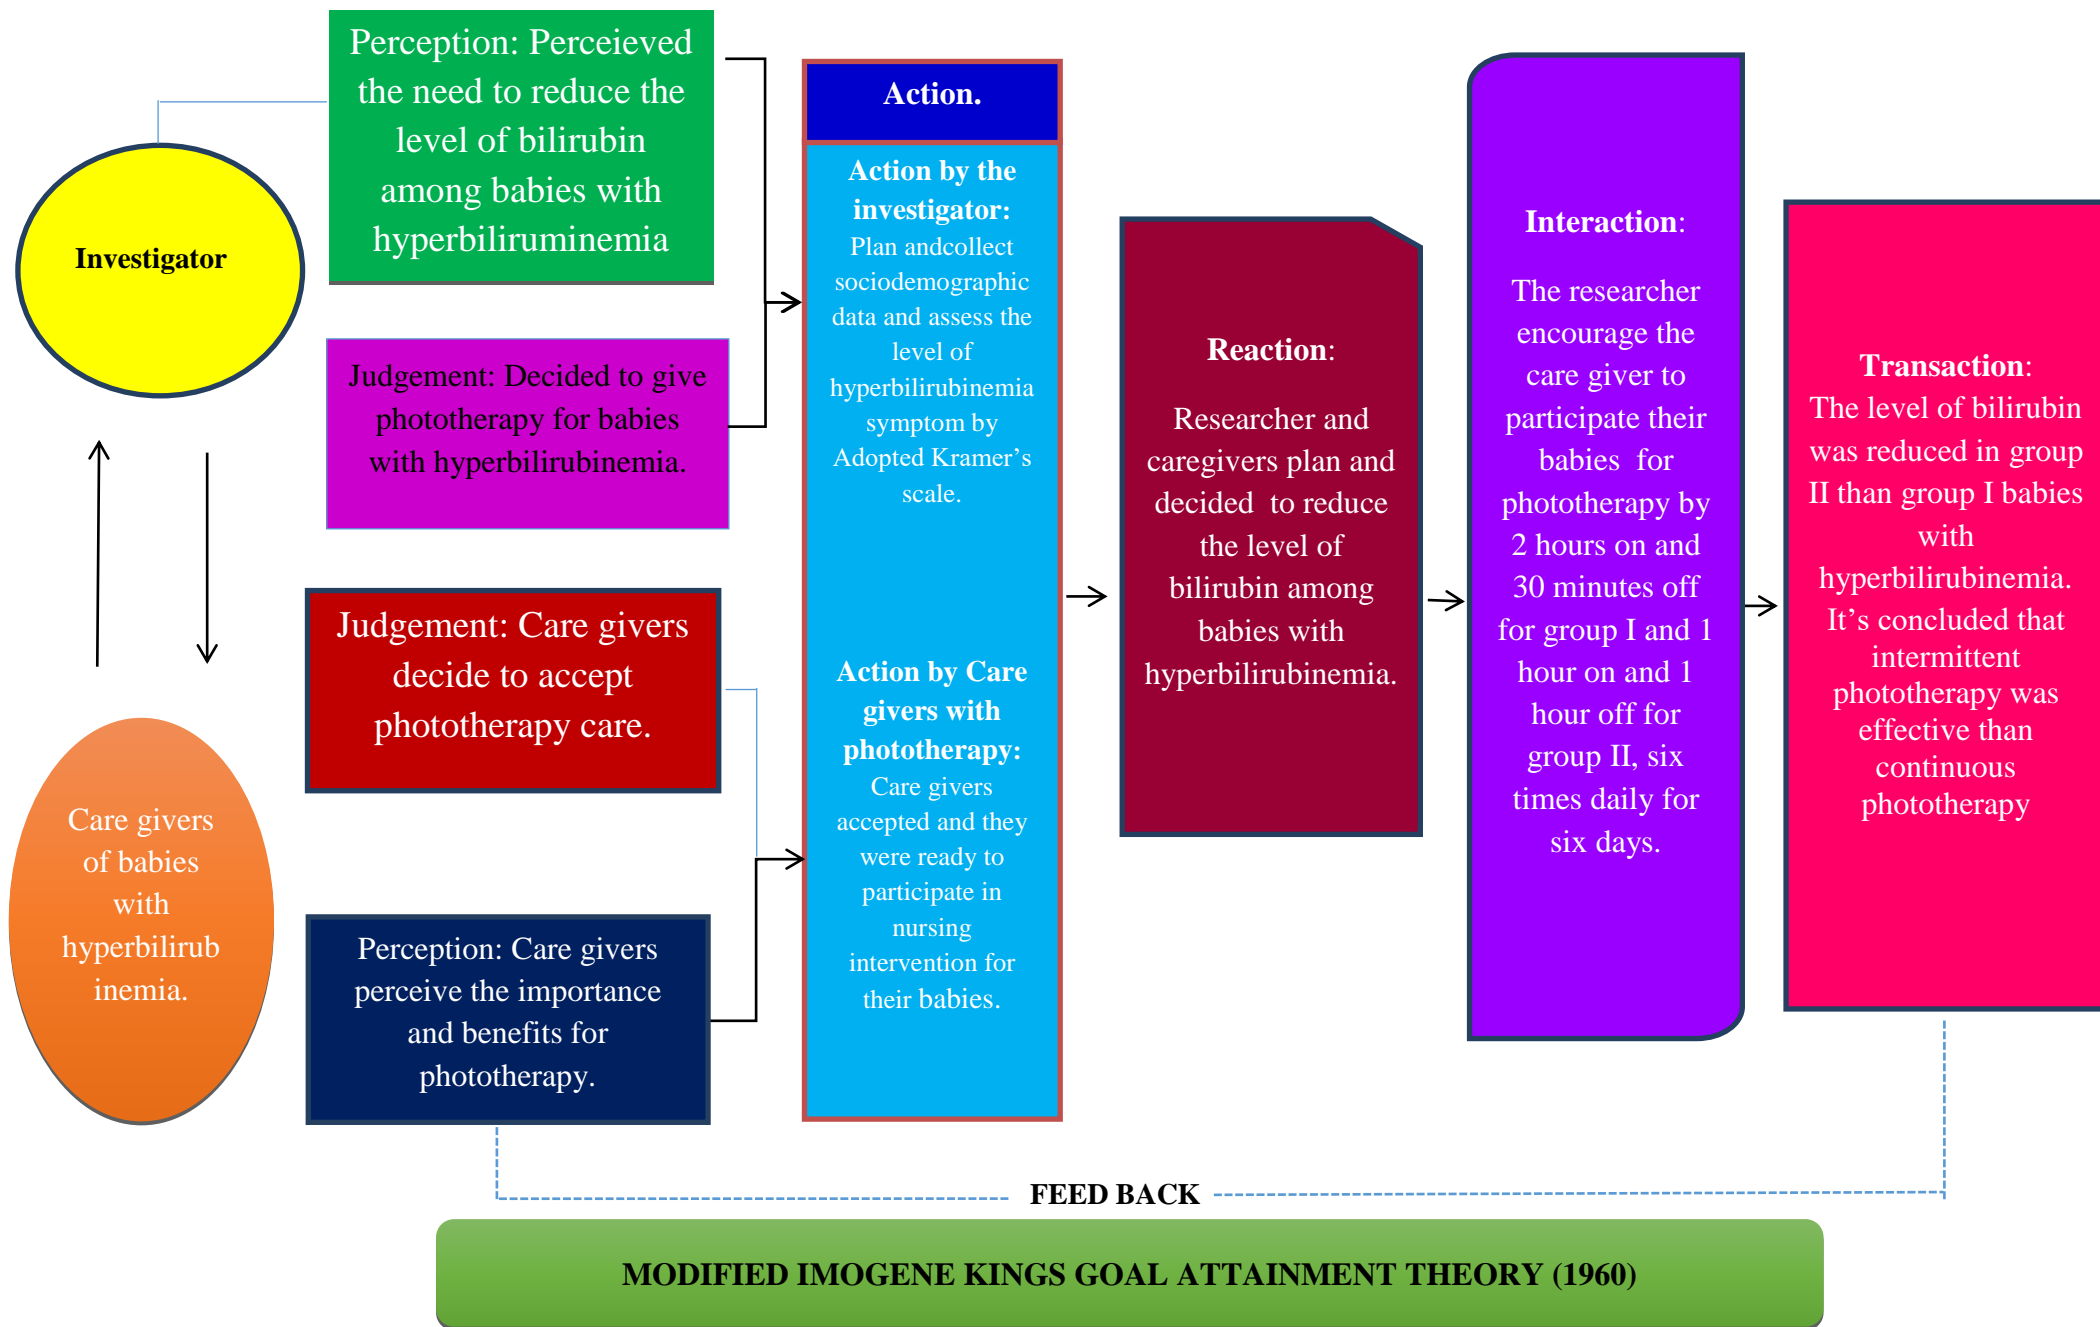 Investigator
Perception: Perceieved
the need to reduce the
level of bilirubin
among babies with
hyperbiliruminemia
Judgement: Decided to give
phototherapy for babies
with hyperbilirubinemia.
Care givers
of babies
with
hyperbilirub
inemia.
Judgement: Care givers
decide to accept
phototherapy care.
Perception: Care givers
perceive the importance
and benefits for
phototherapy.
Action.
Action by the
investigator:
Plan andcollect
sociodemographic
data and assess the
level of
hyperbilirubinemia
symptom by
Adopted Kramer’s
scale.
Action by Care
givers with
phototherapy:
Care givers
accepted and they
were ready to
participate in
nursing
intervention for
their babies.
Reaction:
Researcher and
caregivers plan and
decided to reduce
the level of
bilirubin among
babies with
hyperbilirubinemia.
Interaction:
The researcher
encourage the
care giver to
participate their
babies for
phototherapy by
2 hours on and
30 minutes off
for group I and 1
hour on and 1
hour off for
group II, six
times daily for
six days.
Transaction:
The level of bilirubin
was reduced in group
II than group I babies
with
hyperbilirubinemia.
It’s concluded that
intermittent
phototherapy was
effective than
continuous
phototherapy
FEED BACK
MODIFIED IMOGENE KINGS GOAL ATTAINMENT THEORY (1960)